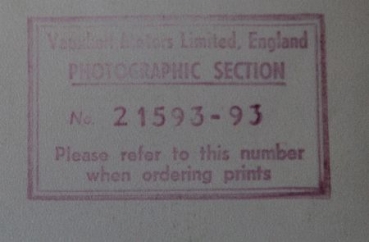 Vauxhall Motors Limited, England
PHOTOGRAPHIC SECTION
No. 21593-93
Please refer to this number
when ordering prints